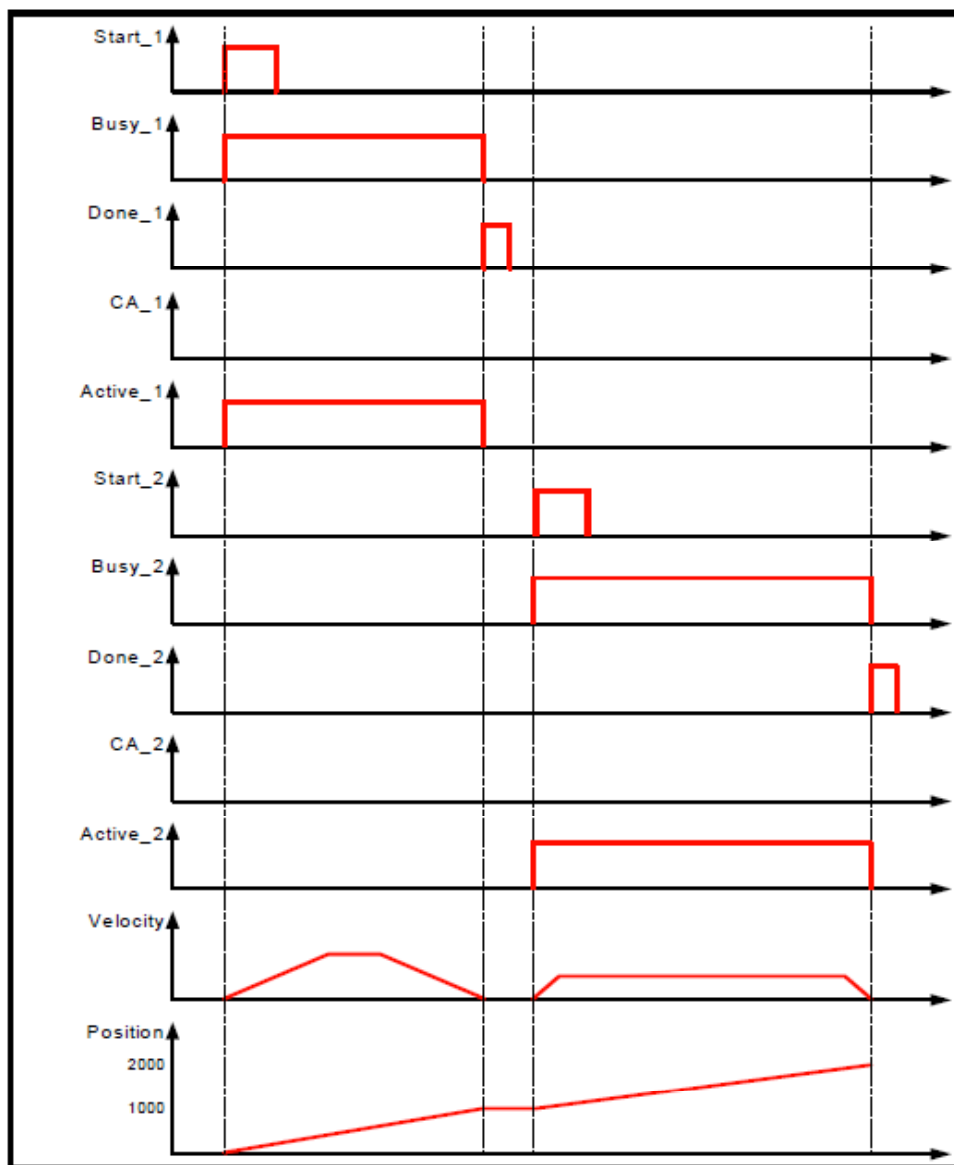 Start_1
Busy_1
Done_1
CA_1
Active_1
Start_2
Busy_2
Done_2
CA_2
Active_2
Velocity
Position
2000
1000